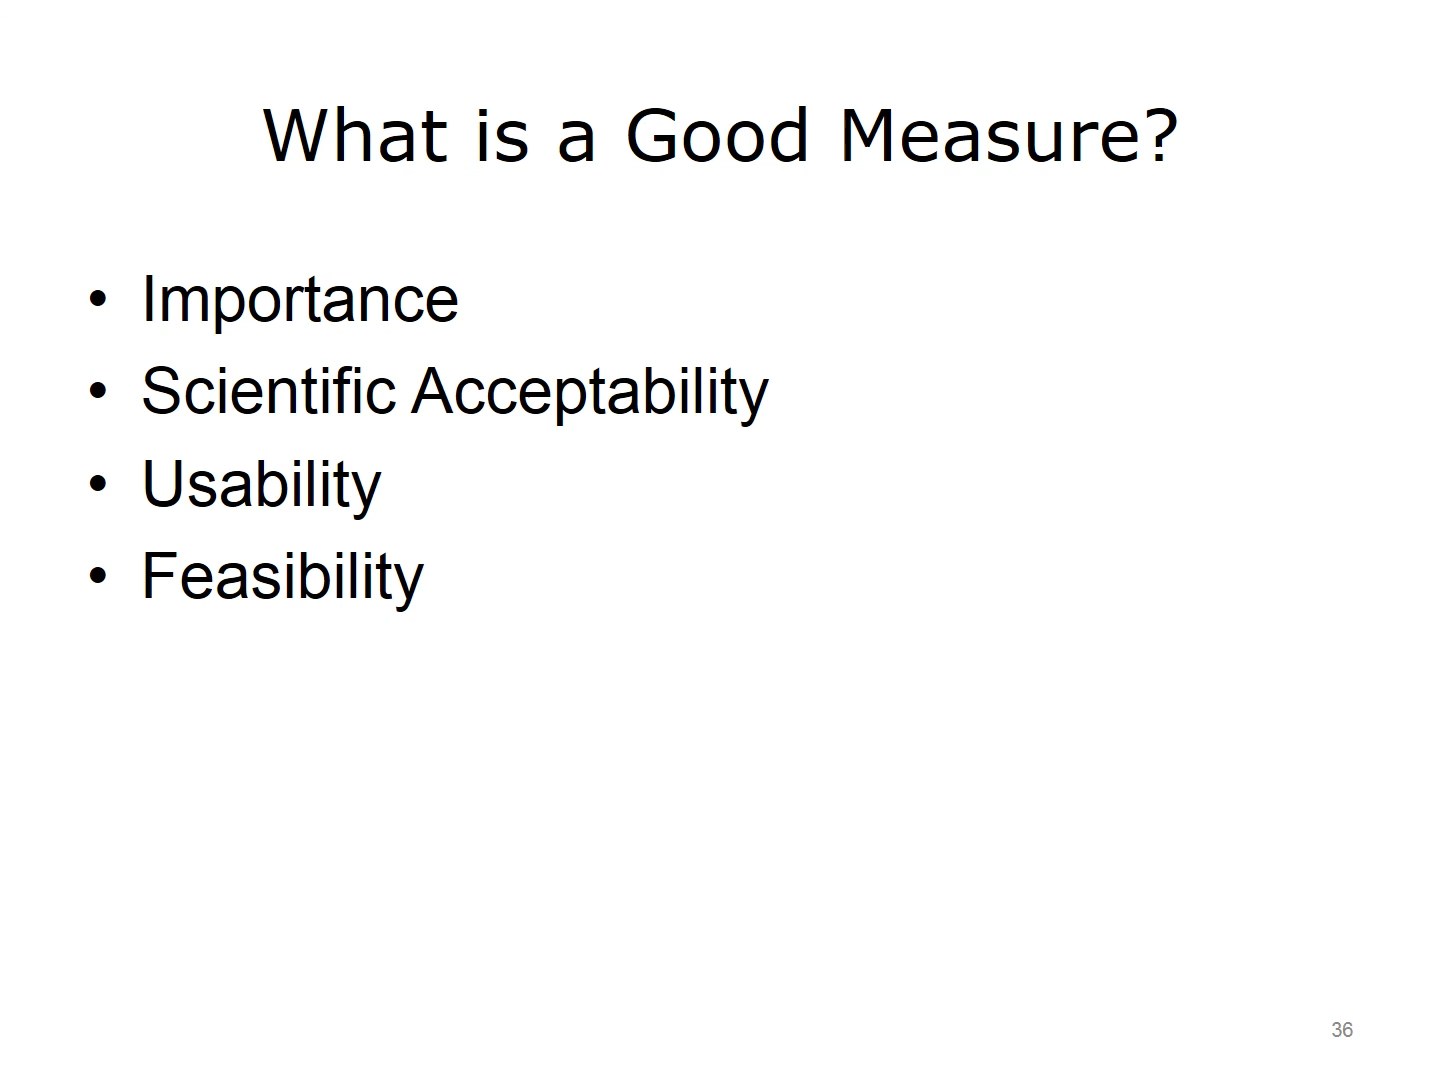 What is a Good Measure?
• Importance
• Scientific Acceptability
• Usability
• Feasibility
36